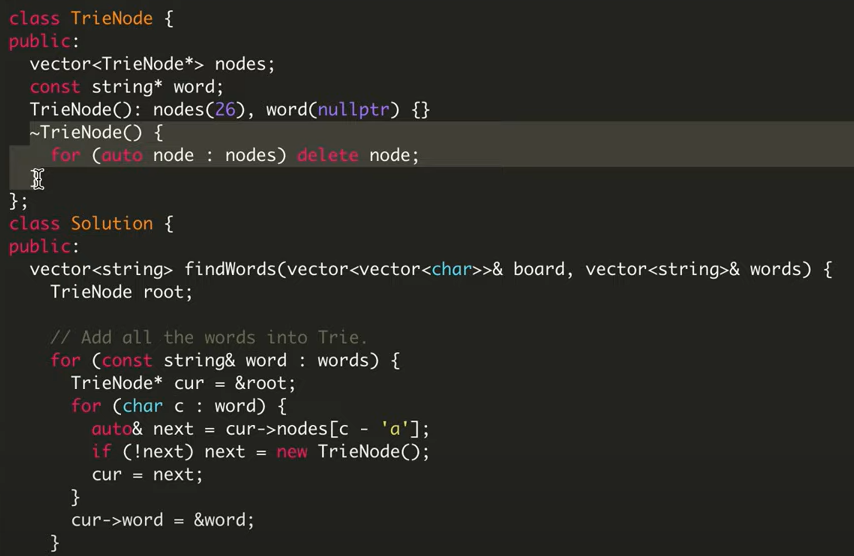 class TrieNode {
public:
  vector<TrieNode*> nodes;
  const string* word;
  TrieNode(): nodes(26), word(nullptr) {}
  ~TrieNode() {
    for (auto node : nodes) delete node;
  }
};
class Solution {
public:
  vector<string> findWords(vector<vector<char>>& board, vector<string>& words) {
    TrieNode root;

    // Add all the words into Trie.
    for (const string& word : words) {
      TrieNode* cur = &root;
      for (char c : word) {
        auto& next = cur->nodes[c - 'a'];
        if (!next) next = new TrieNode();
        cur = next;
      }
      cur->word = &word;
    }